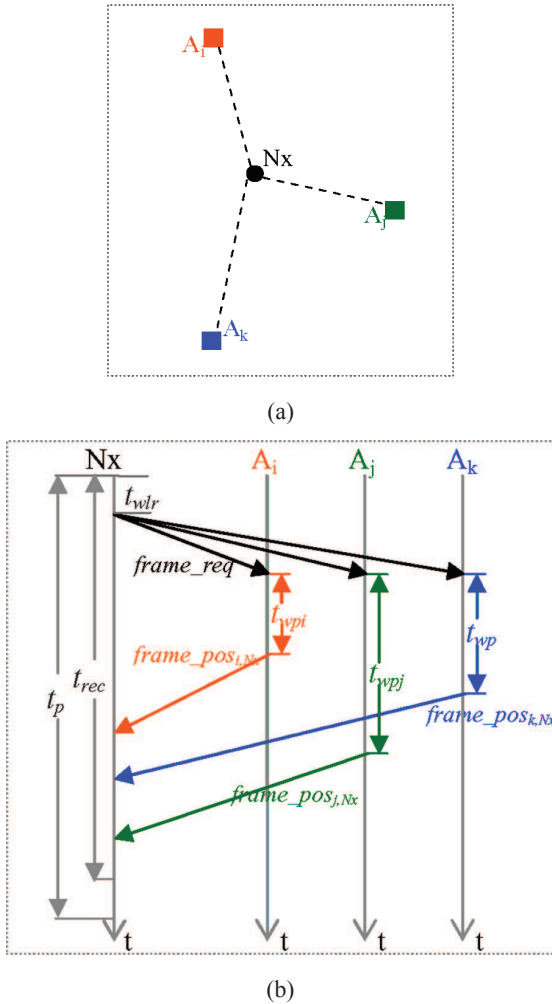 A_i
Nx
A_j
A_k
(a)
Nx A_i A_j A_k
t_wlr
frame_req
t_wpi
t_wp
frame_pos_i,Nx
t_wpj
t_rec
t_p
frame_pos_k,Nx
frame_pos_j,Nx
t t t t
(b)